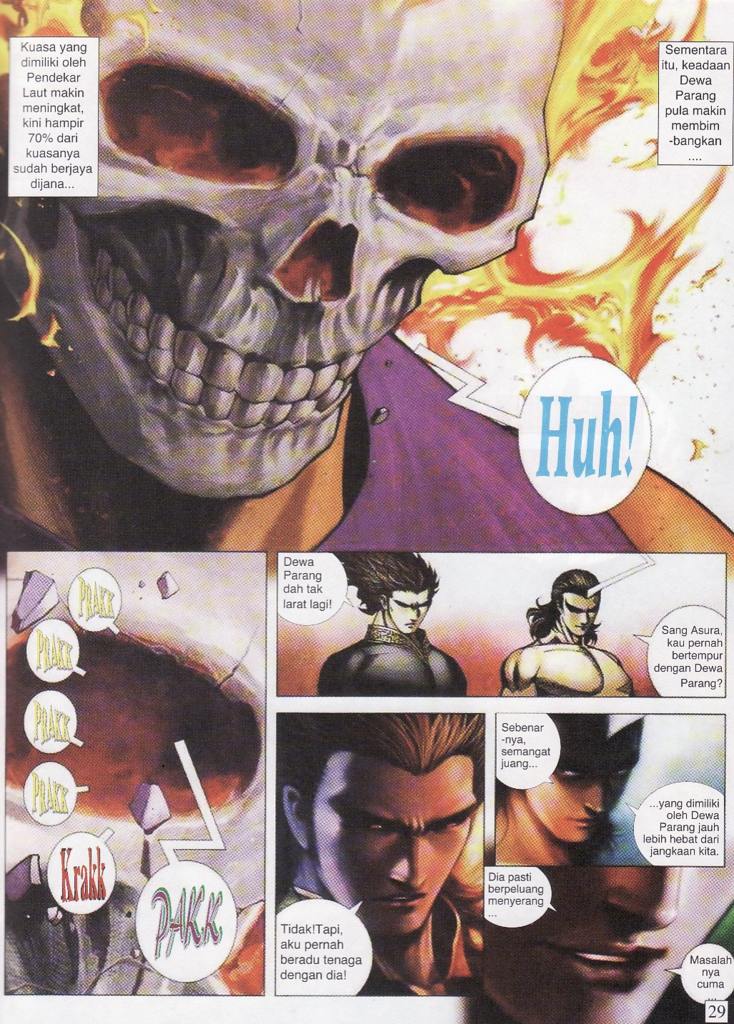 Kuasa yang
dimiliki oleh
Pendekar
Laut makin
meningkat,
kini hampir
70% dari
kuasanya
sudah berjaya
dijana...
Sementara
itu, keadaan
Dewa
Parang
pula makin
membim
-bangkan
....
Huh!
PRAKK
PRAKK
PRAKK
PRAKK
Krakk
PAKK
Dewa
Parang
dah tak
larat lagi!
Sang Asura,
kau pernah
bertempur
dengan Dewa
Parang?
Tidak!Tapi,
aku pernah
beradu tenaga
dengan dia!
Sebenar
-nya,
semangat
juang...
...yang dimiliki
oleh Dewa
Parang jauh
lebih hebat dari
jangkaan kita.
Dia pasti
berpeluang
menyerang
...
Masalah
nya
cuma
...
29